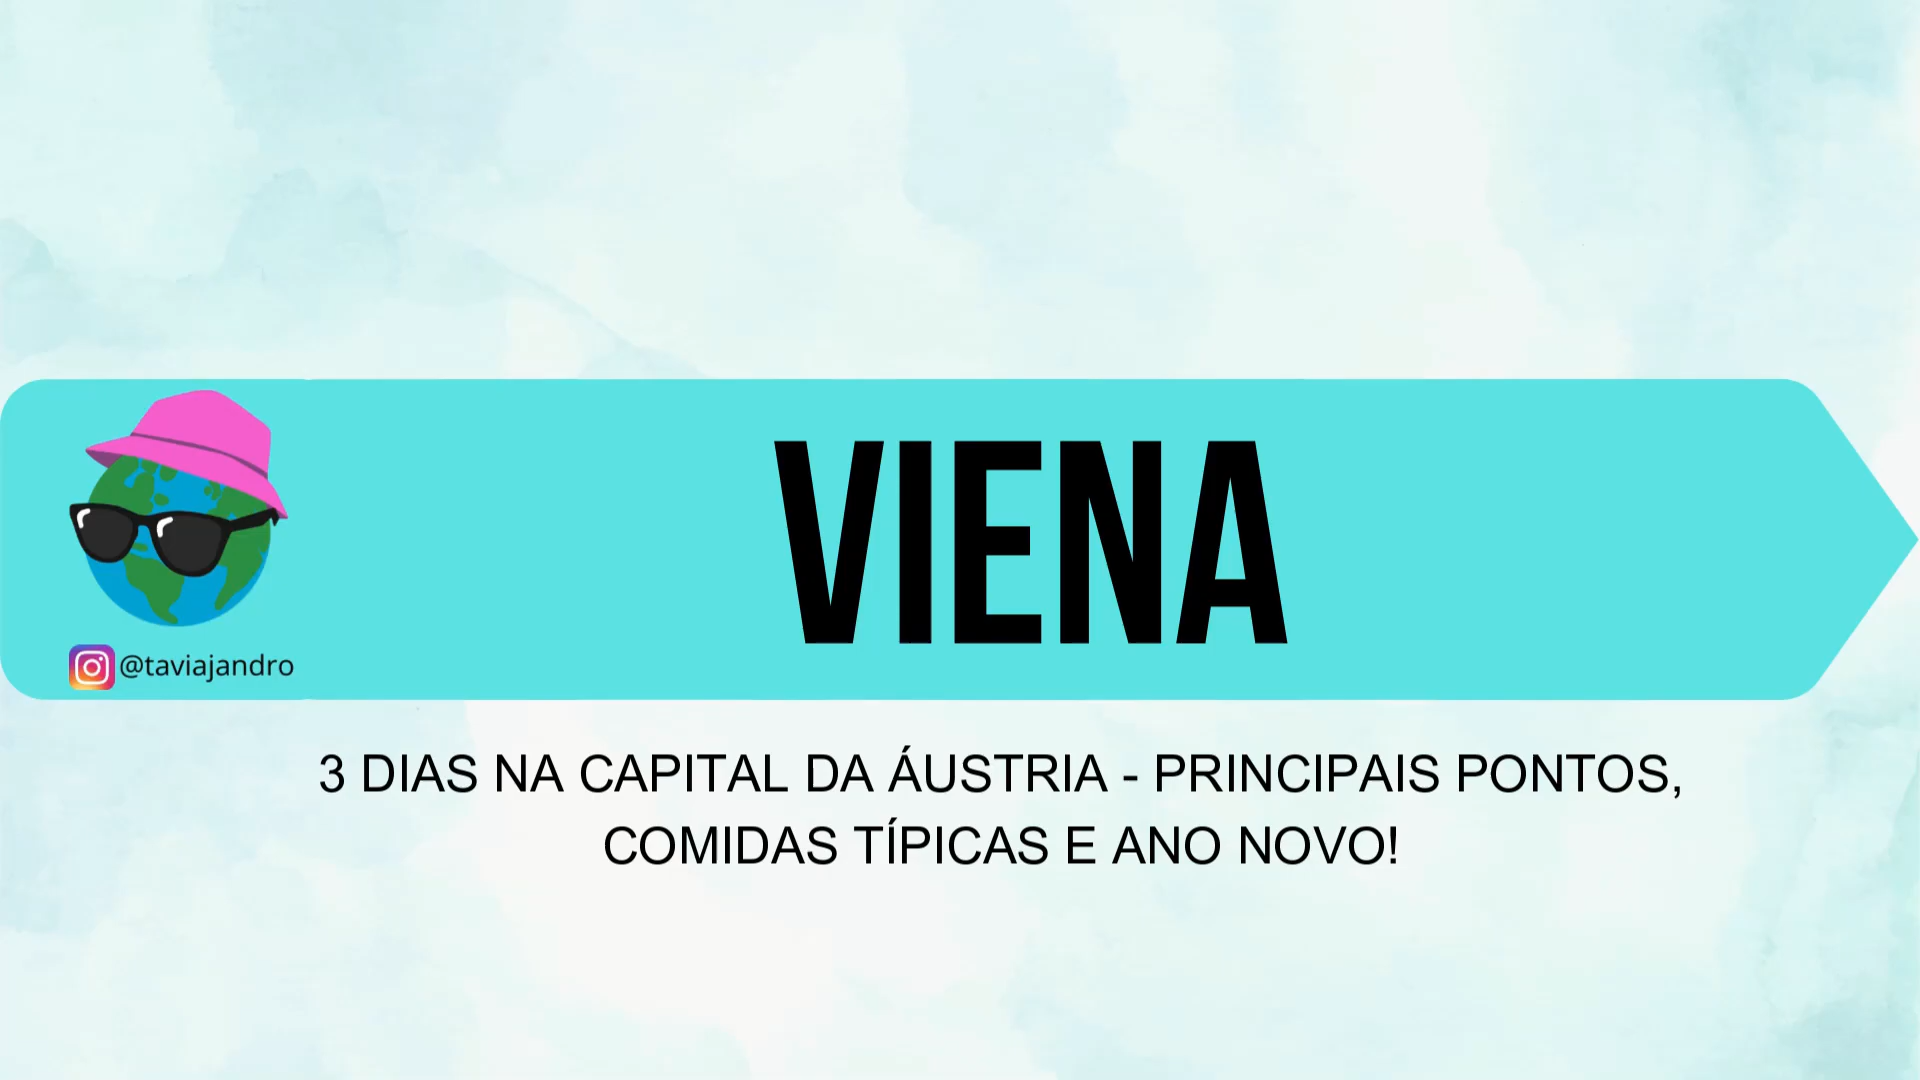 VIENA
@taviajandro
3 DIAS NA CAPITAL DA ÁUSTRIA - PRINCIPAIS PONTOS,
COMIDAS TÍPICAS E ANO NOVO!